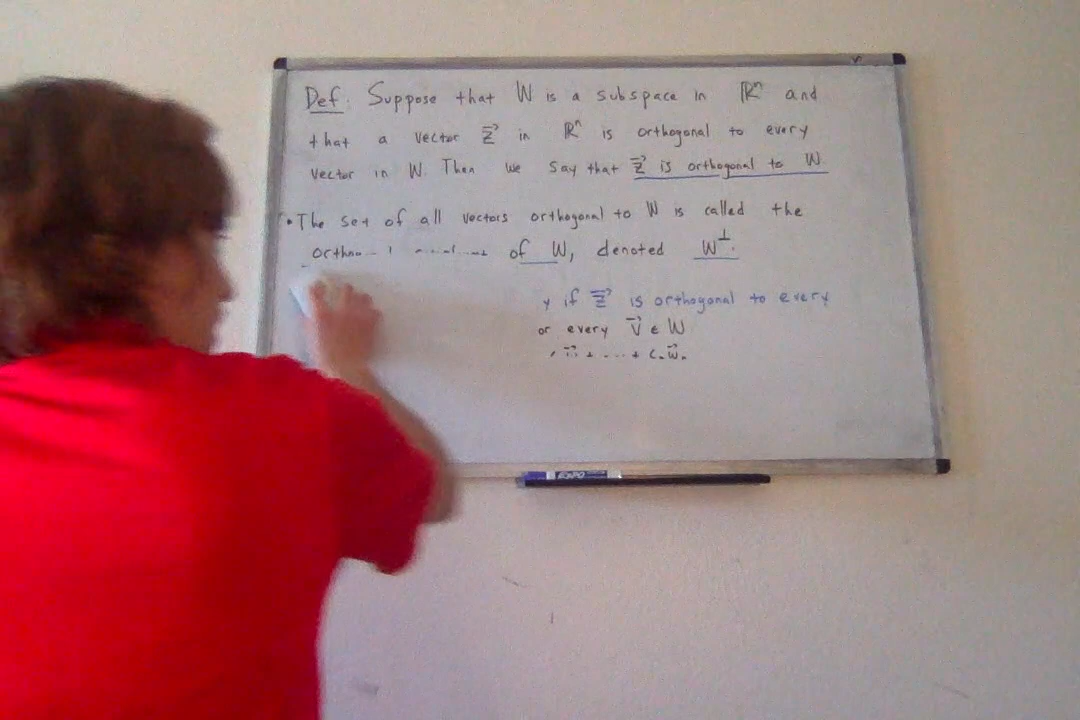 Def: Suppose that W is a subspace in ℝⁿ and
that a vector z⃗ in ℝⁿ is orthogonal to every
vector in W. Then we say that z⃗ is orthogonal to W
• The set of all vectors orthogonal to W is called the
of W, denoted W⊥.
y if z⃗ is orthogonal to every
or every v⃗ ∈ W
+ ... +
EXPO